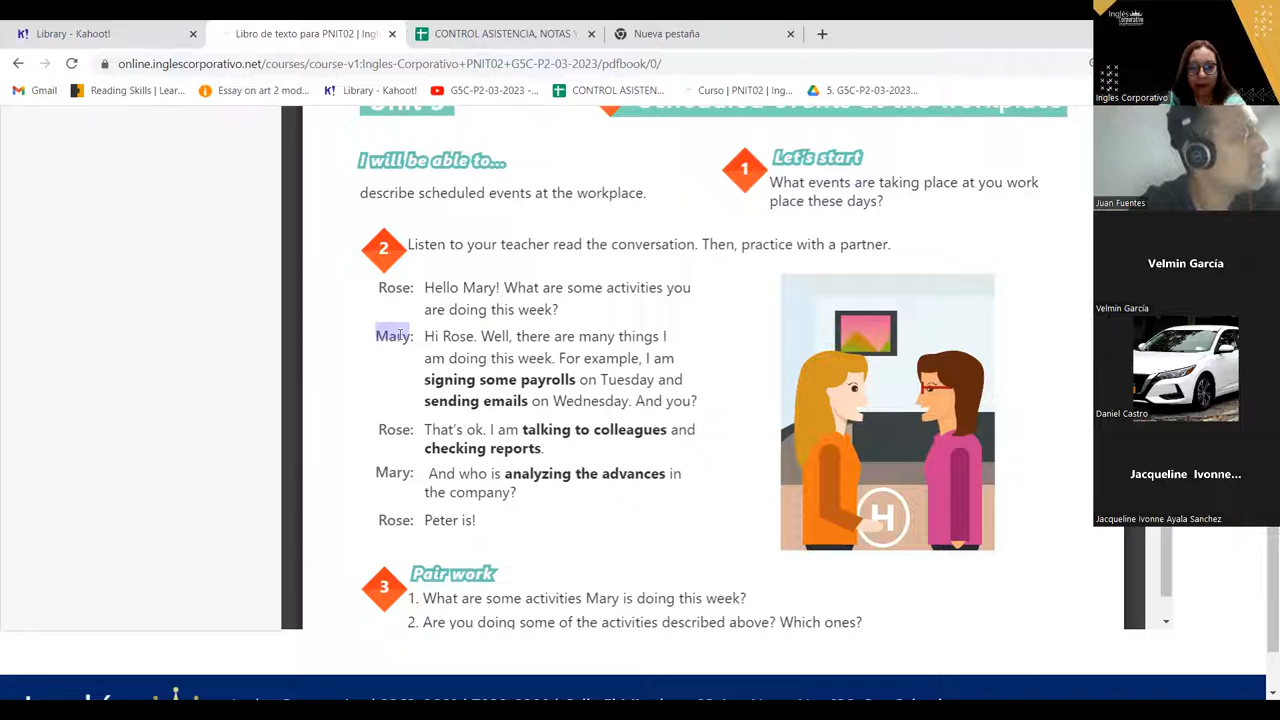 Library - Kahoot!
Libro de texto para PNIT02 | Ingl
CONTROL ASISTENCIA, NOTAS Y
Nueva pestaña
online.inglescorporativo.net/courses/course-v1:Ingles-Corporativo+PNIT02+G5C-P2-03-2023/pdfbook/0/
Gmail
Reading Skills | Lear...
Essay on art 2 mod...
Library - Kahoot!
G5C-P2-03-2023 -...
CONTROL ASISTEN...
Curso | PNIT02 | Ing...
5. G5C-P2-03-2023...
I will be able to...
describe scheduled events at the workplace.
1
Let's start
What events are taking place at you work
place these days?
2
Listen to your teacher read the conversation. Then, practice with a partner.
Rose: Hello Mary! What are some activities you
are doing this week?
Mary: Hi Rose. Well, there are many things I
am doing this week. For example, I am
signing some payrolls on Tuesday and
sending emails on Wednesday. And you?
Rose: That's ok. I am talking to colleagues and
checking reports.
Mary: And who is analyzing the advances in
the company?
Rose: Peter is!
H
3
Pair work
1. What are some activities Mary is doing this week?
2. Are you doing some of the activities described above? Which ones?
Inglés
Corporativo
Ingles Corporativo
Juan Fuentes
Velmin García
Velmin García
Daniel Castro
Jacqueline Ivonne...
Jacqueline Ivonne Ayala Sanchez